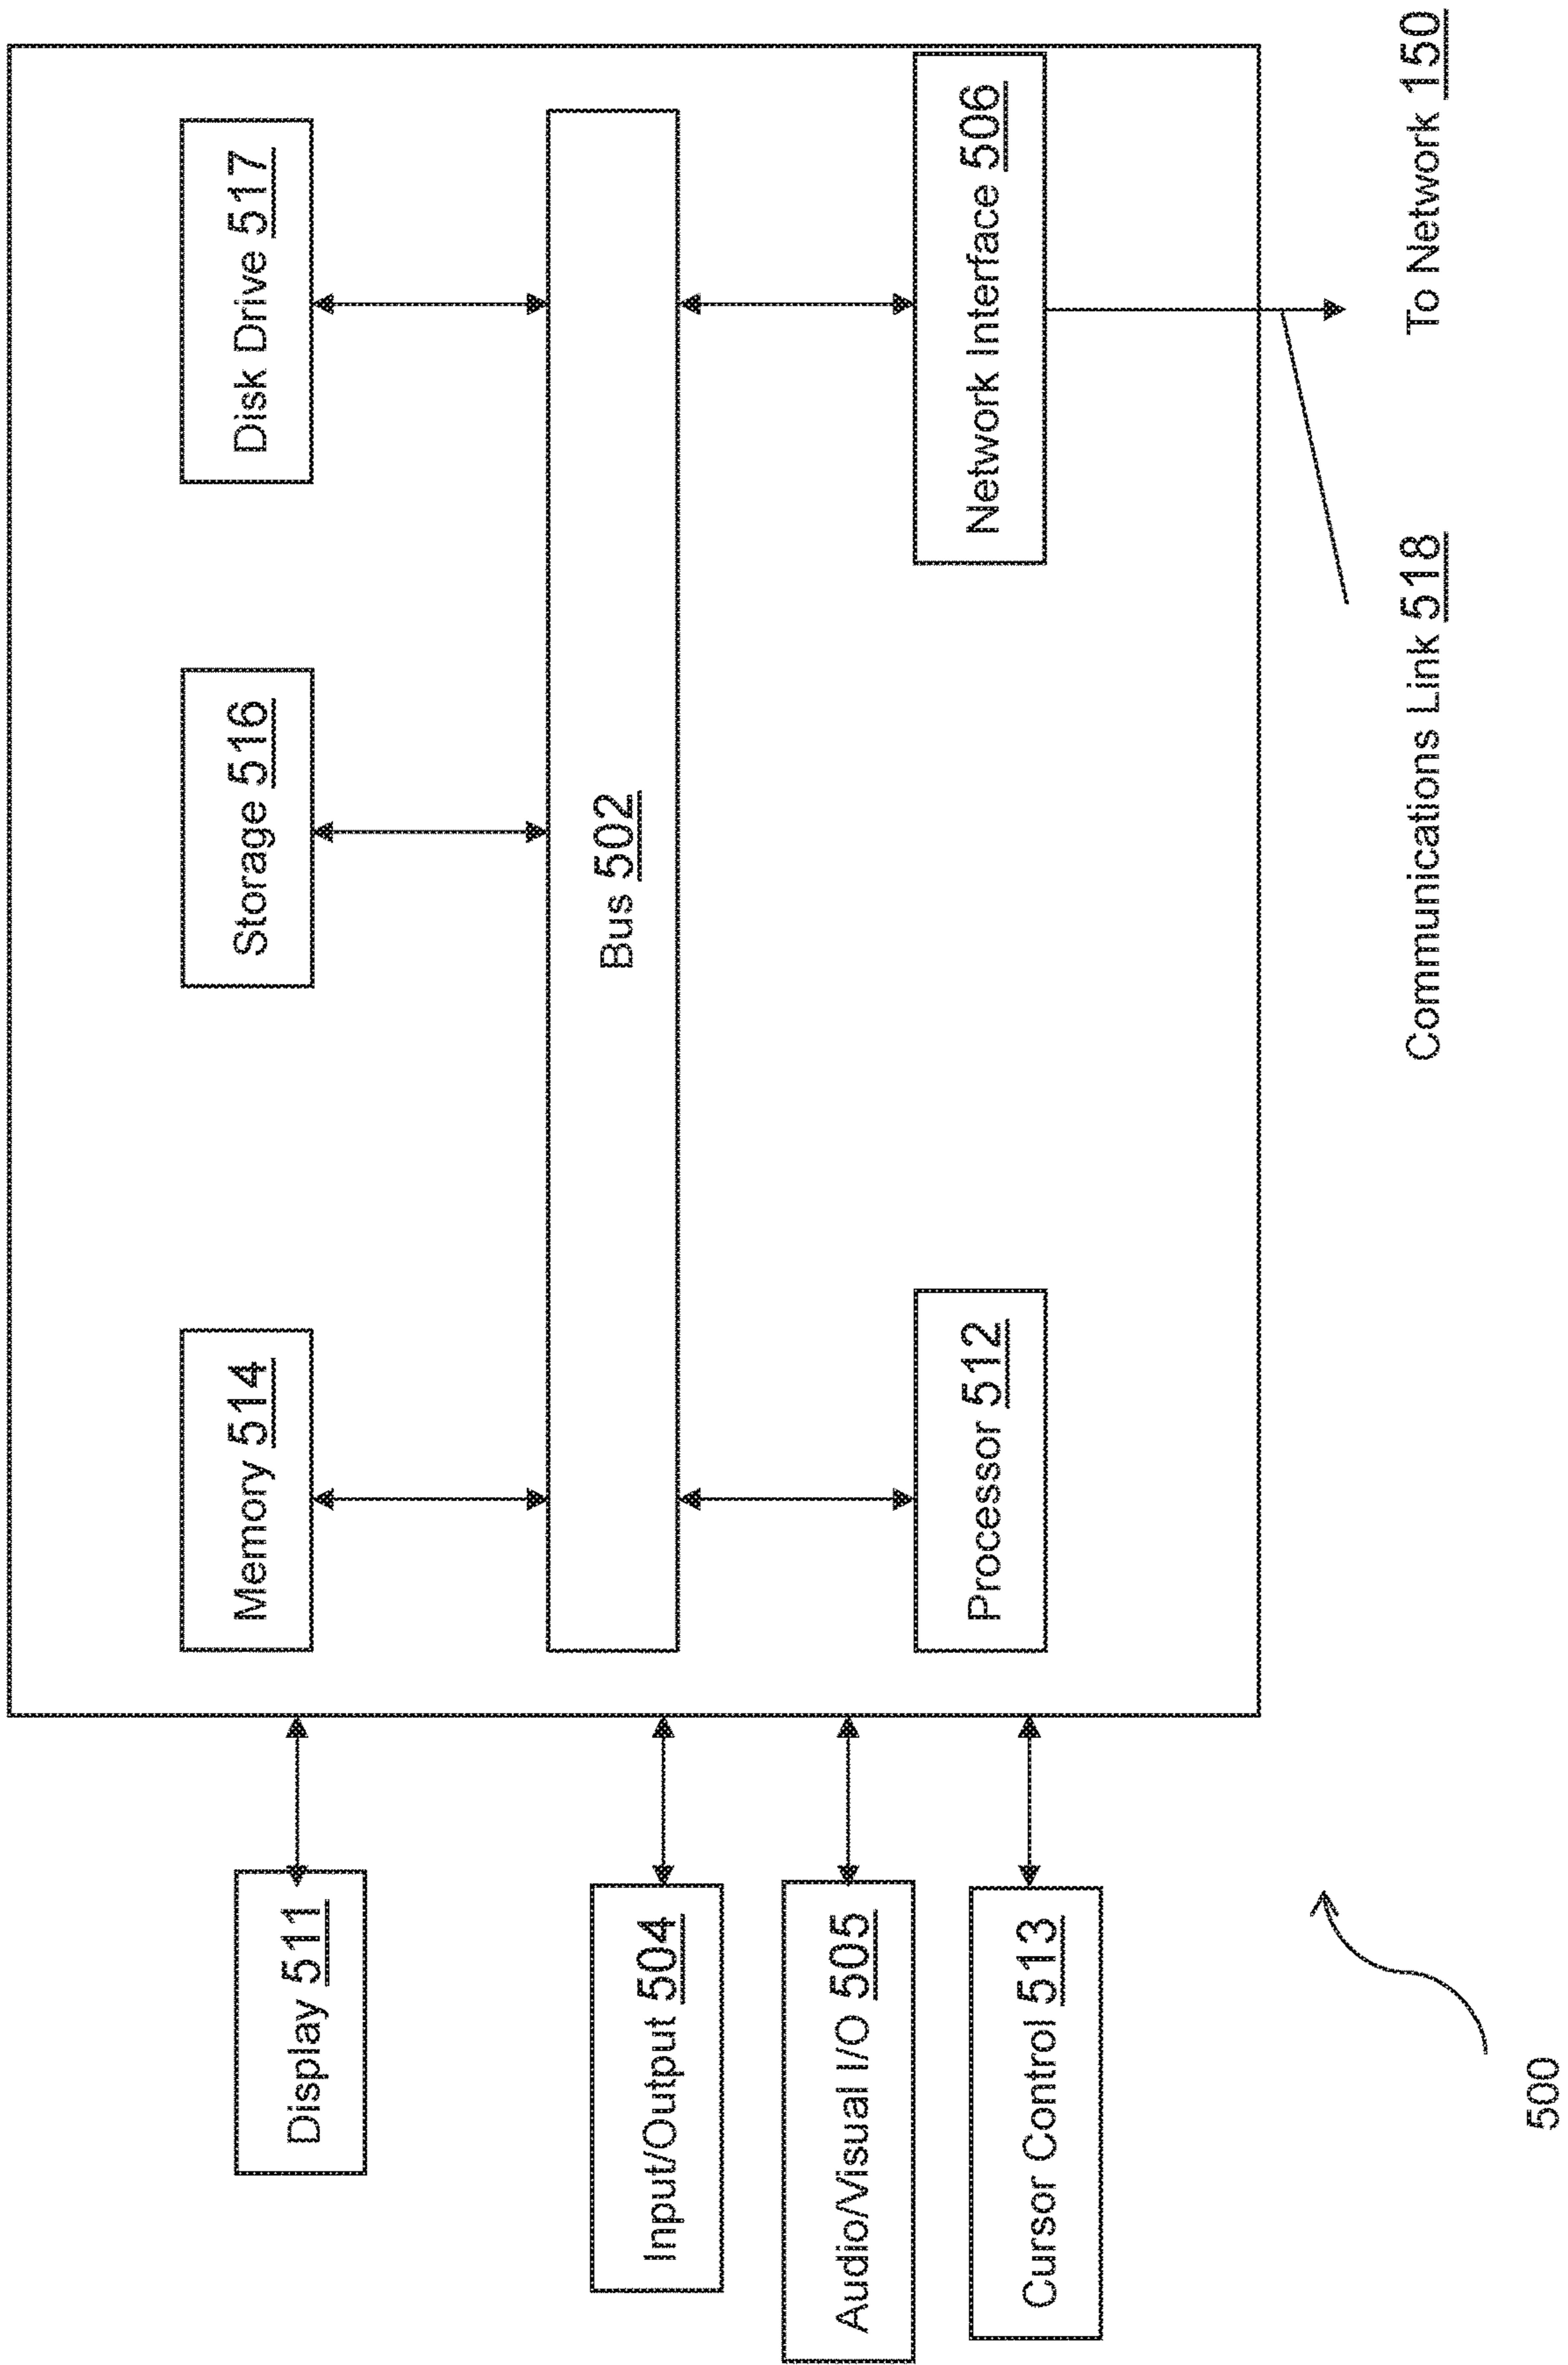 Display 511
Input/Output 504
Audio/Visual I/O 505
Cursor Control 513
Memory 514
Storage 516
Disk Drive 517
Bus 502
Processor 512
Network Interface 506
Communications Link 518
To Network 150
500